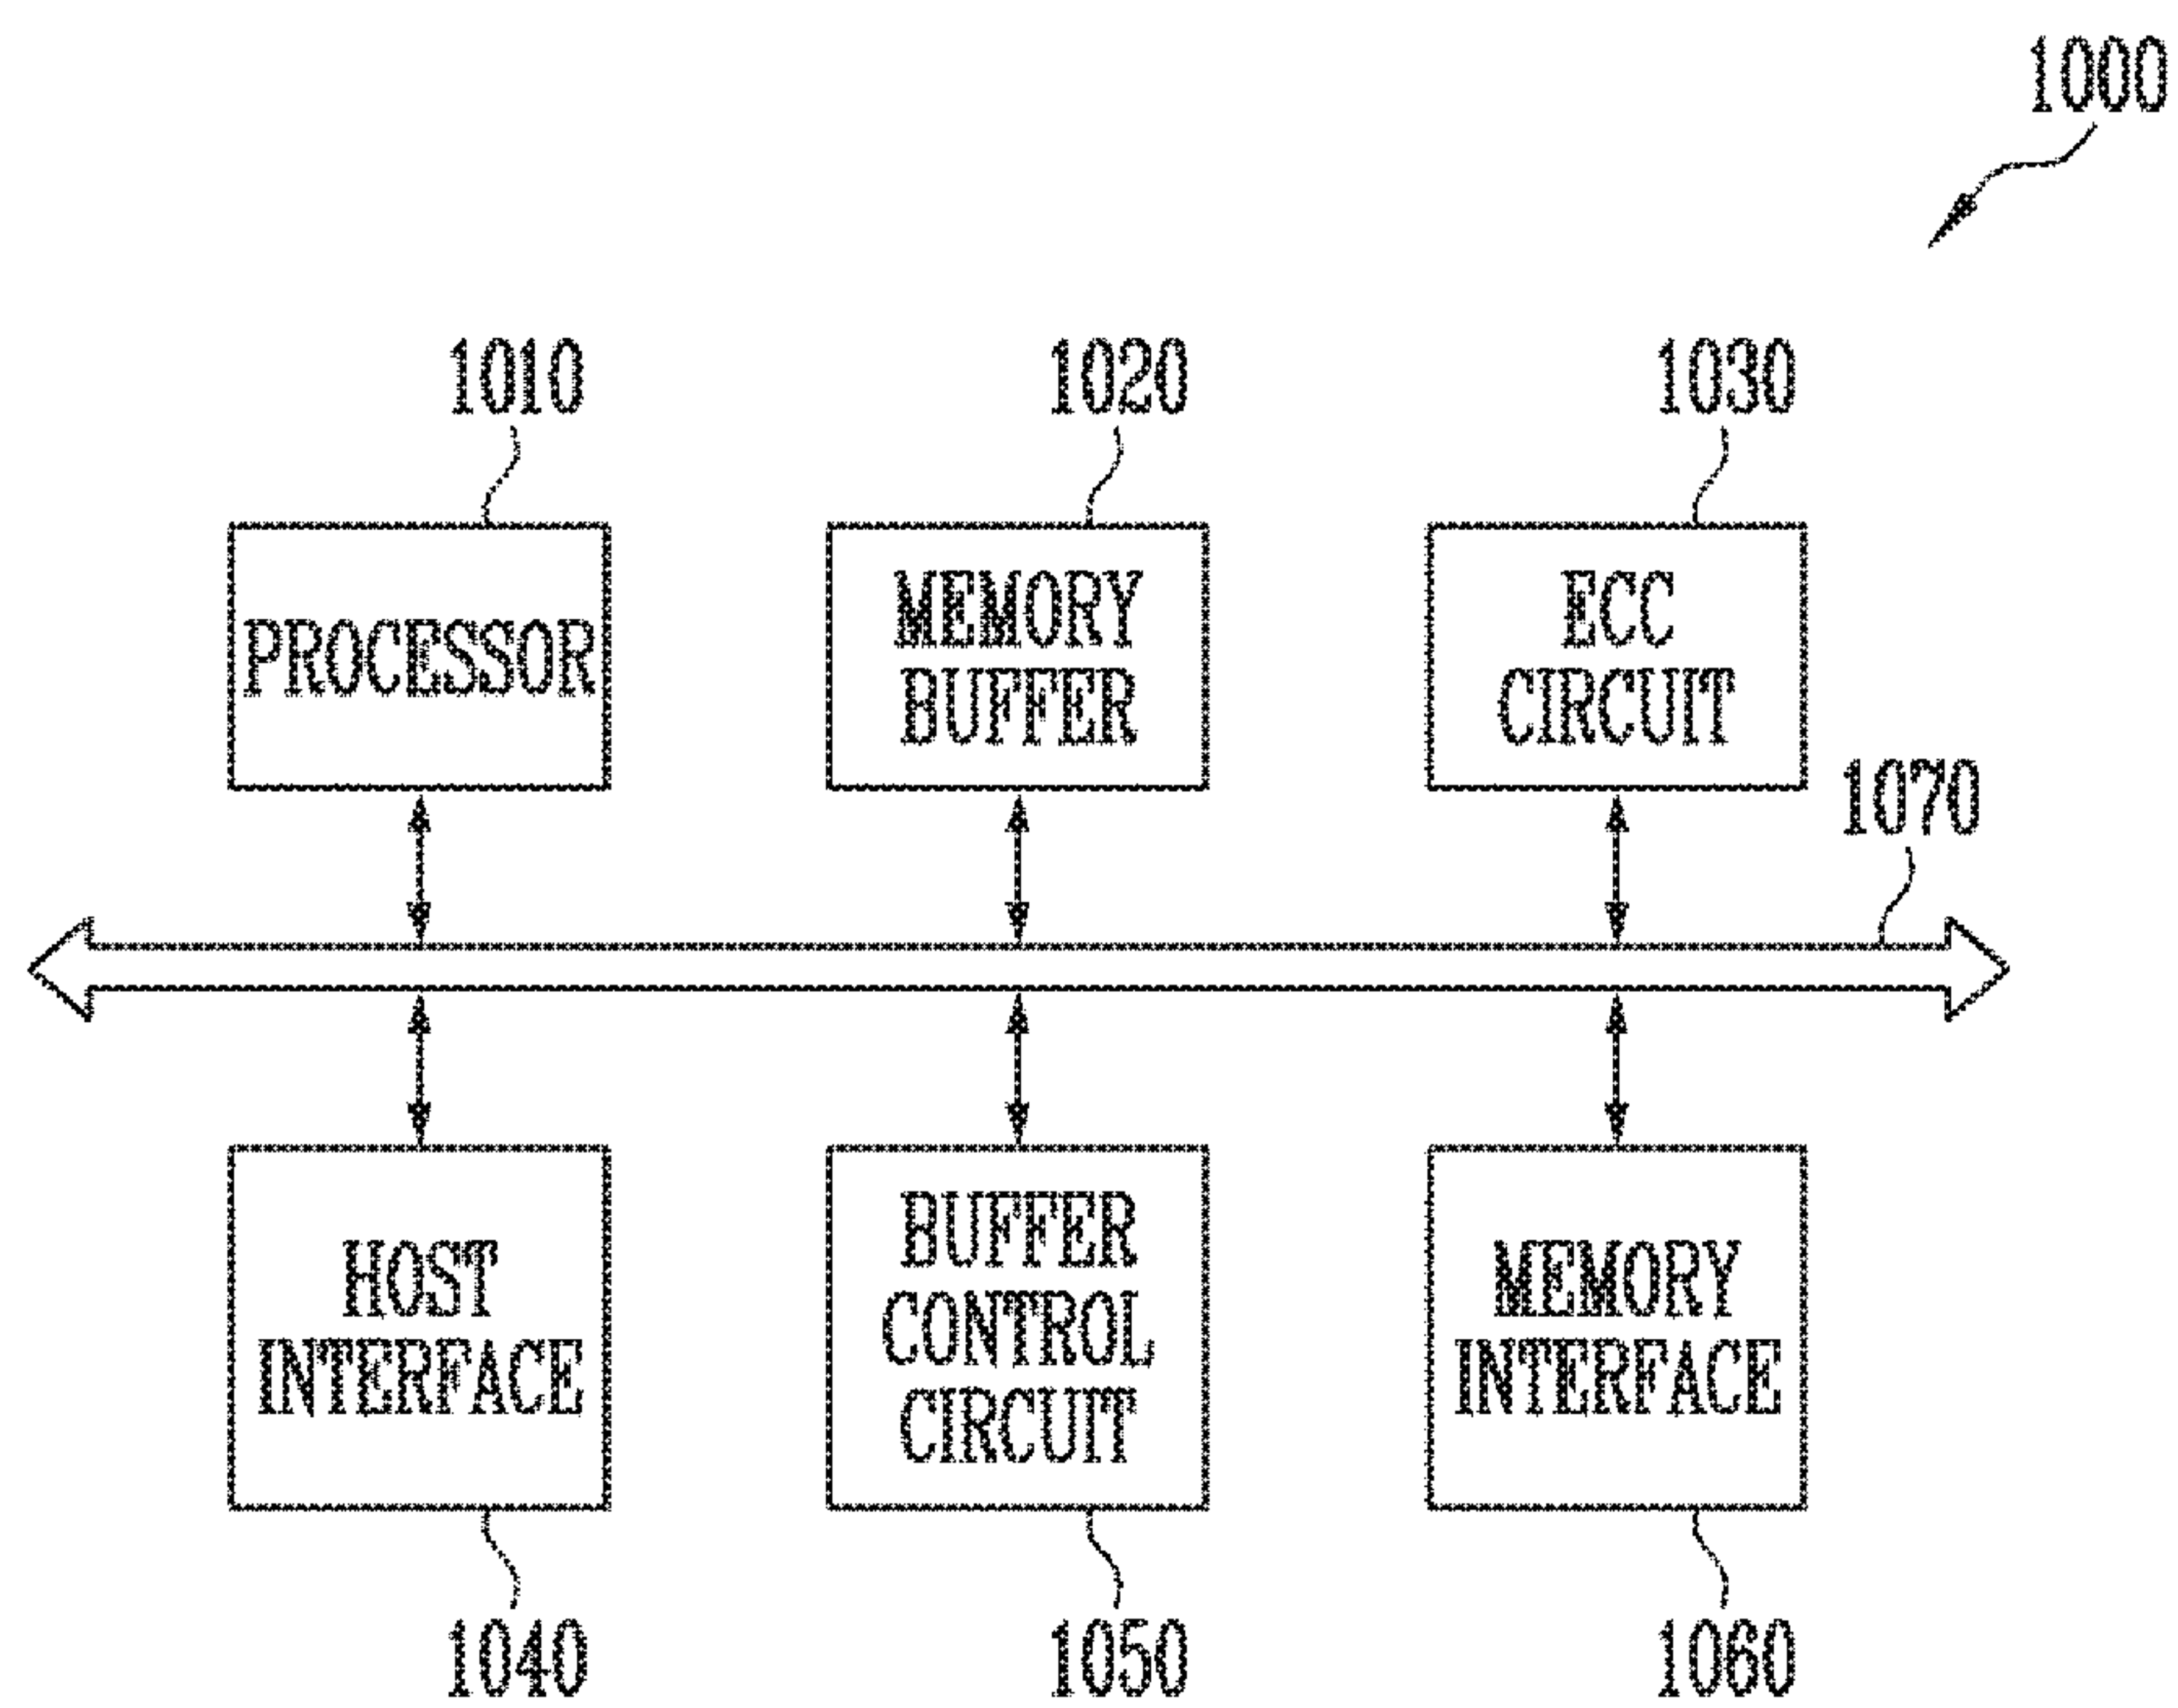 1000
1010
1020
1030
PROCESSOR
MEMORY
BUFFER
ECC
CIRCUIT
1070
HOST
INTERFACE
BUFFER
CONTROL
CIRCUIT
MEMORY
INTERFACE
1040
1050
1060